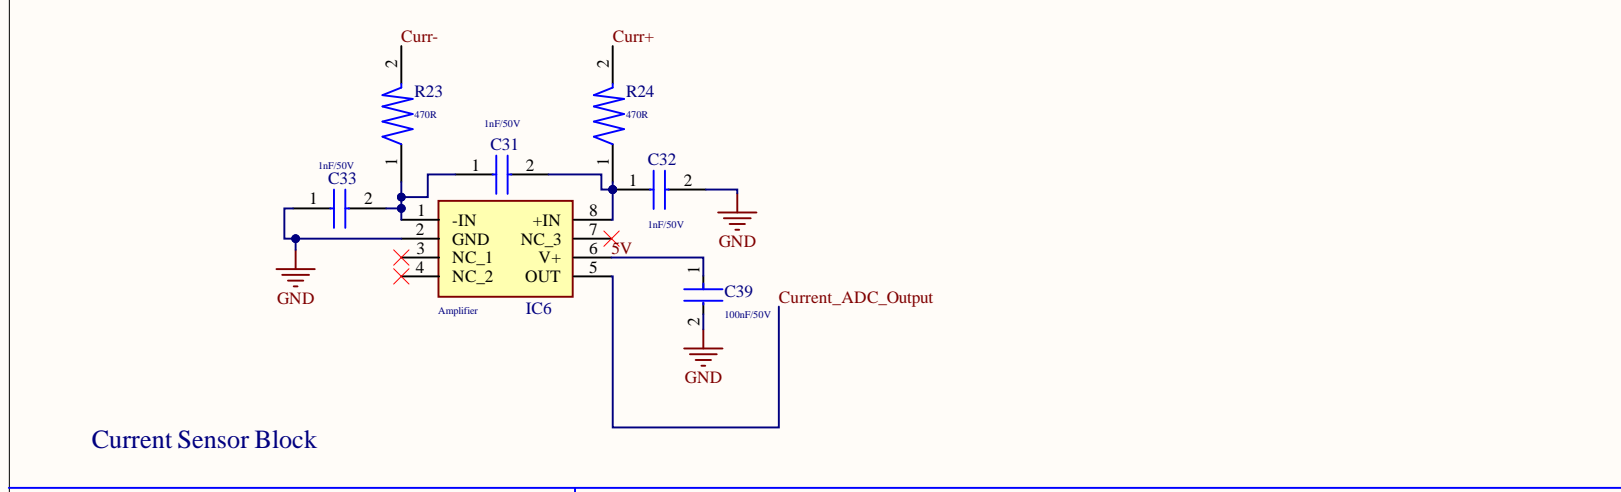 Curr-
Curr+
2
2
R23
470R
R24
470R
1nF/50V
C31
1
1
1nF/50V
C33
1
2
C32
1
2
1
2
1nF/50V
1
-IN
+IN
8
2
GND
NC_3
7
3
NC_1
V+
6
5V
4
NC_2
OUT
5
GND
GND
Amplifier
IC6
1
C39
100nF/50V
2
GND
Current_ADC_Output
Current Sensor Block